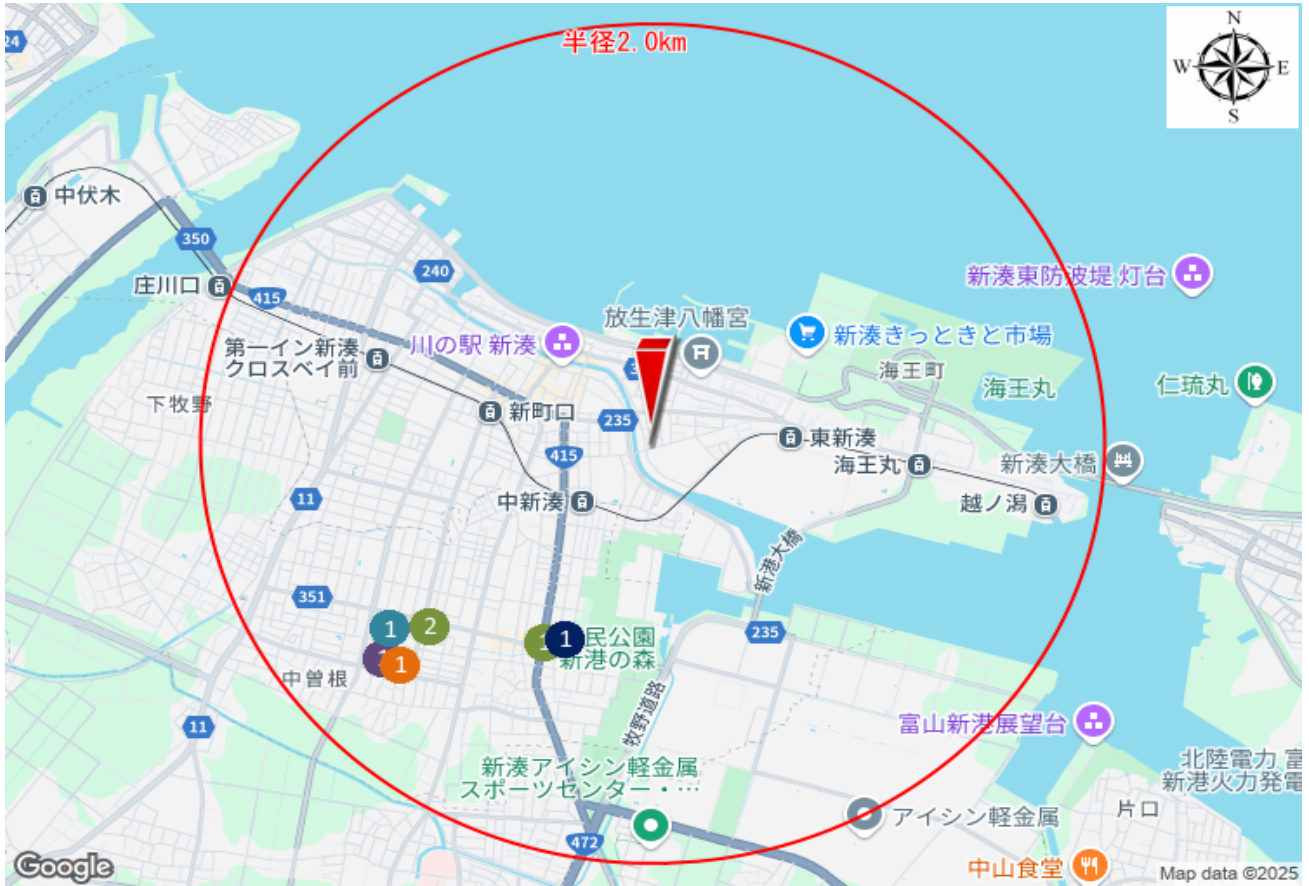 半径2.0km
N
W
E
S
24
中伏木
350
庄川口
415
240
新湊東防波堤 灯台
放生津八幡宮
川の駅 新湊
新湊きっときと市場
第一イン新湊
クロスベイ前
海王町
海王丸
仁琉丸
下牧野
新町口
235
東新湊
415
海王丸
新湊大橋
11
中新湊
越ノ潟
新港大橋
351
1
2
1
民公園
新港の森
235
1
中曽根
牧野道路
11
富山新港展望台
新湊アイシン軽金属
スポーツセンター・…
北陸電力 富
新港火力発電
片口
アイシン軽金属
472
中山食堂
Google
Map data ©2025